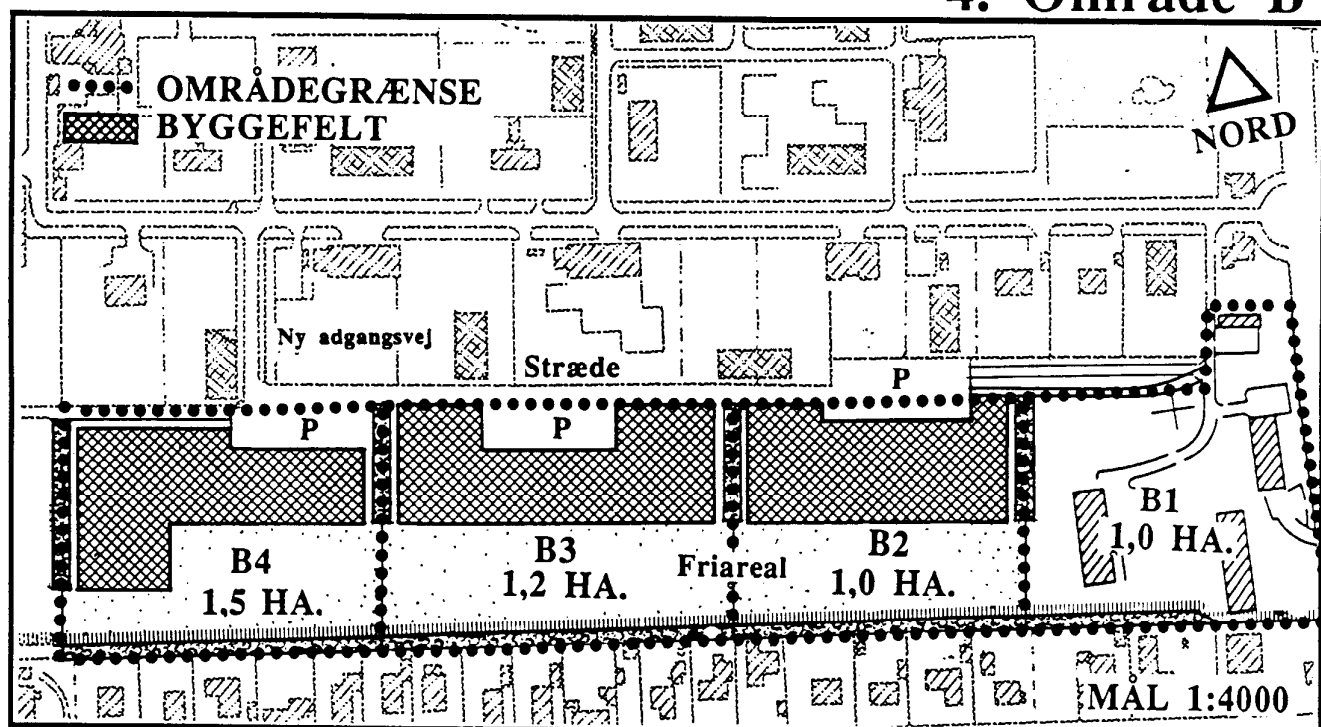 4. Område B
OMRÅDEGRÆNSE
BYGGEFELT
NORD
Ny adgangsvej
Stræde
P
P
P
B1
1,0 HA.
B4
1,5 HA.
B3
1,2 HA.
Friareal
B2
1,0 HA.
MÅL 1:4000